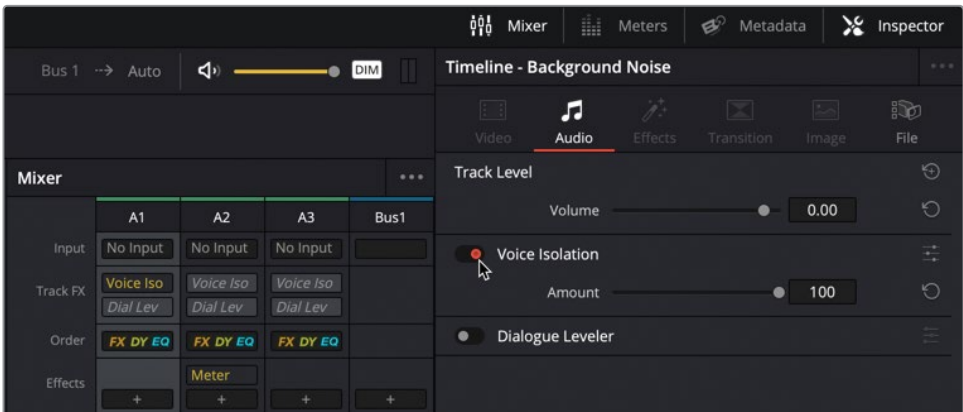 Mixer Meters Metadata Inspector
Bus 1 Auto DIM
Timeline - Background Noise
Video Audio Effects Transition Image File
Mixer
A1 A2 A3 Bus1
Input No Input No Input No Input
Track FX Voice Iso Voice Iso Voice Iso
Dial Lev Dial Lev Dial Lev
Order FX DY EQ FX DY EQ FX DY EQ
Effects Meter
+ + + +
Track Level
Volume 0.00
Voice Isolation
Amount 100
Dialogue Leveler